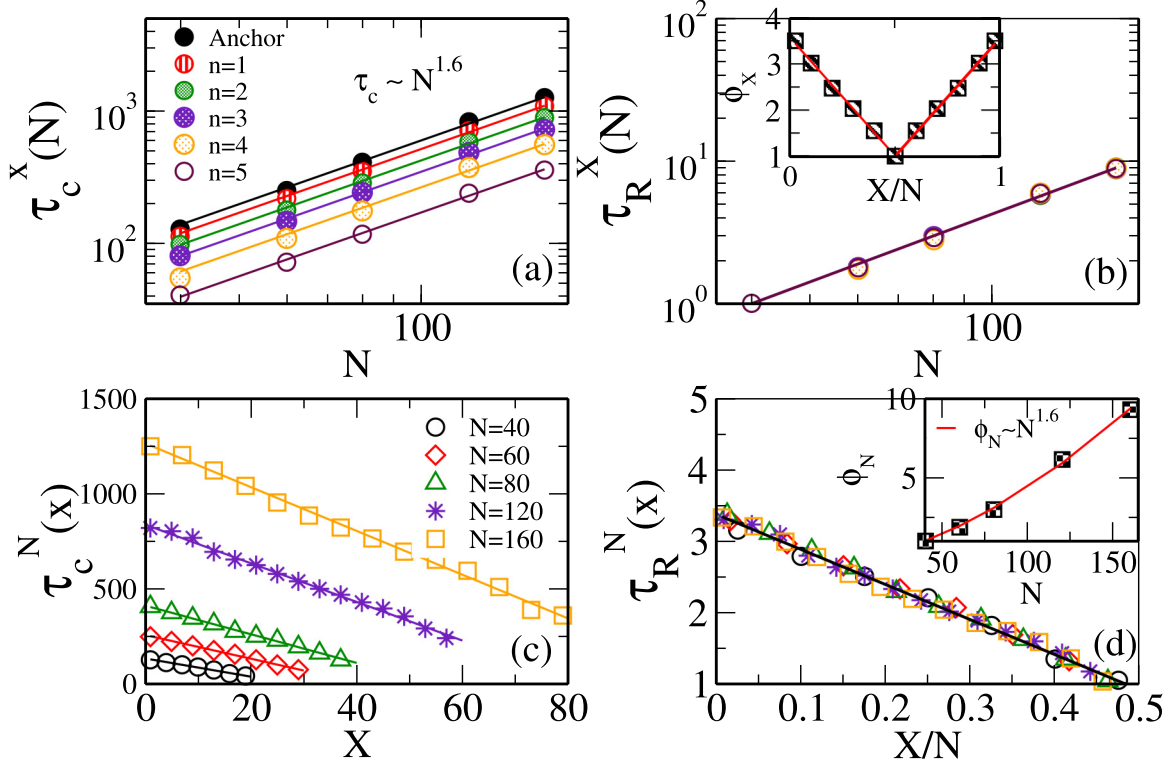 Anchor
n=1
n=2
n=3
n=4
n=5
τ_c ~ N^1.6
10^3
10^2
τ_c^X(N)
(a)
100
N
10^2
10^1
10^0
τ_R^X(N)
4
3
2
1
ϕ_X
0
1
X/N
(b)
100
N
1500
1000
500
0
τ_c^N(x)
N=40
N=60
N=80
N=120
N=160
(c)
0
20
40
60
80
X
5
4
3
2
1
τ_R^N(x)
10
5
ϕ_N
ϕ_N~N^1.6
50
100
150
N
(d)
0
0.1
0.2
0.3
0.4
0.5
X/N